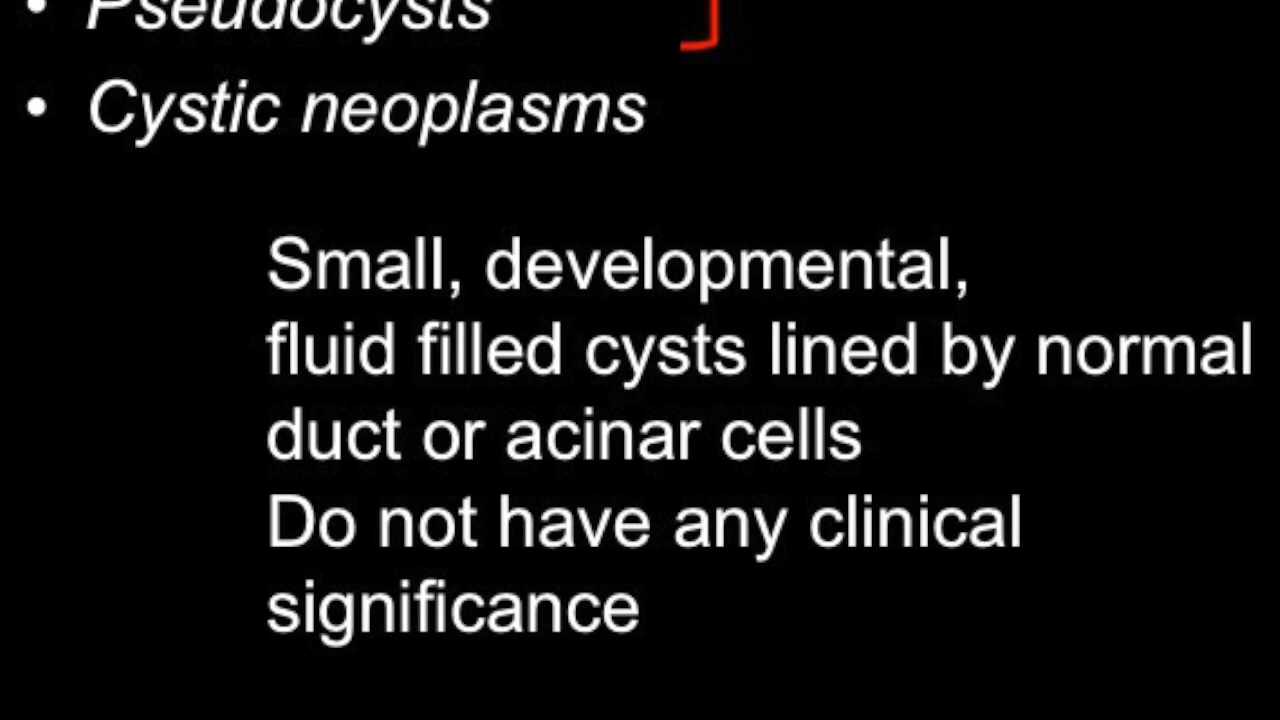 • Pseudocysts
• Cystic neoplasms
Small, developmental,
fluid filled cysts lined by normal
duct or acinar cells
Do not have any clinical
significance